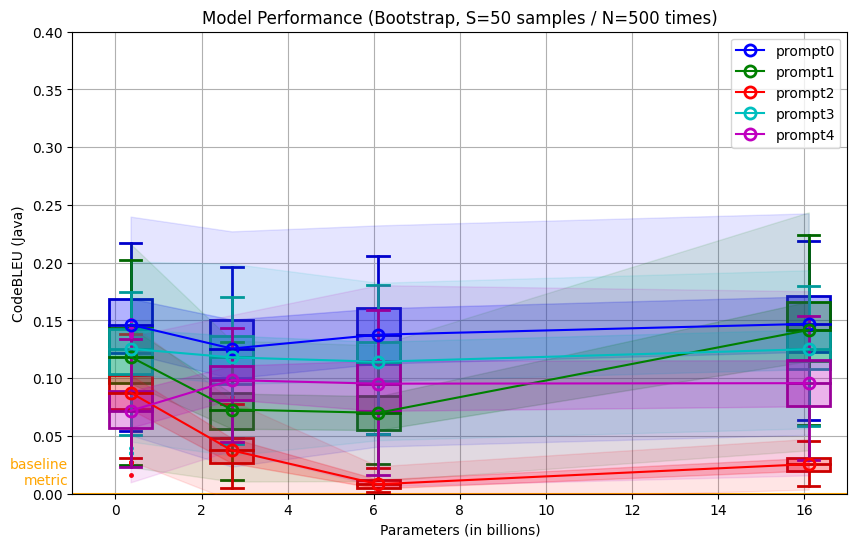 Model Performance (Bootstrap, S=50 samples / N=500 times)
prompt0
prompt1
prompt2
prompt3
prompt4
CodeBLEU (Java)
0.40
0.35
0.30
0.25
0.20
0.15
0.10
0.05
0.00
baseline
metric
0
2
4
6
8
10
12
14
16
Parameters (in billions)